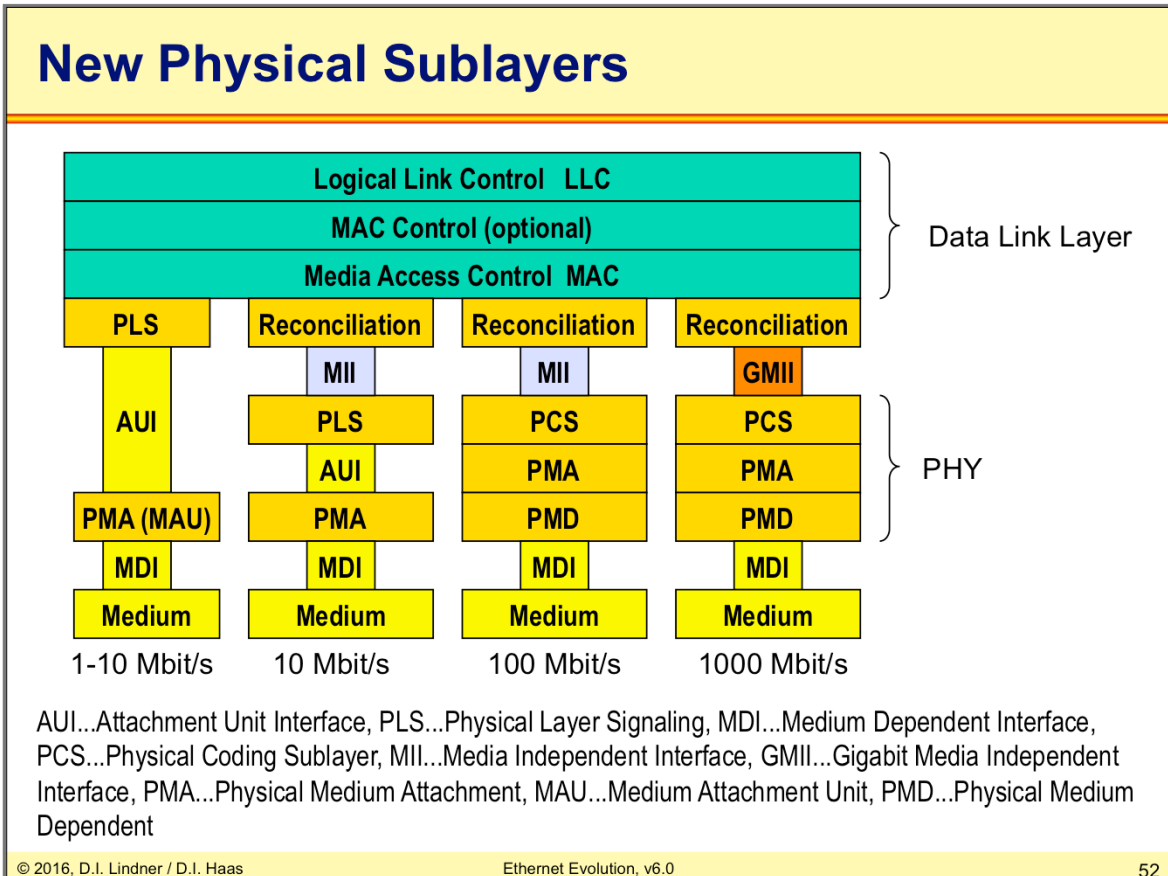 New Physical Sublayers
Logical Link Control LLC
MAC Control (optional)
Media Access Control MAC
Data Link Layer
PLS Reconciliation Reconciliation Reconciliation
MII MII GMII
AUI PLS PCS PCS
AUI PMA PMA
PHY
PMA (MAU) PMA PMD PMD
MDI MDI MDI MDI
Medium Medium Medium Medium
1-10 Mbit/s 10 Mbit/s 100 Mbit/s 1000 Mbit/s
AUI...Attachment Unit Interface, PLS...Physical Layer Signaling, MDI...Medium Dependent Interface,
PCS...Physical Coding Sublayer, MII...Media Independent Interface, GMII...Gigabit Media Independent
Interface, PMA...Physical Medium Attachment, MAU...Medium Attachment Unit, PMD...Physical Medium
Dependent
© 2016, D.I. Lindner / D.I. Haas Ethernet Evolution, v6.0 52